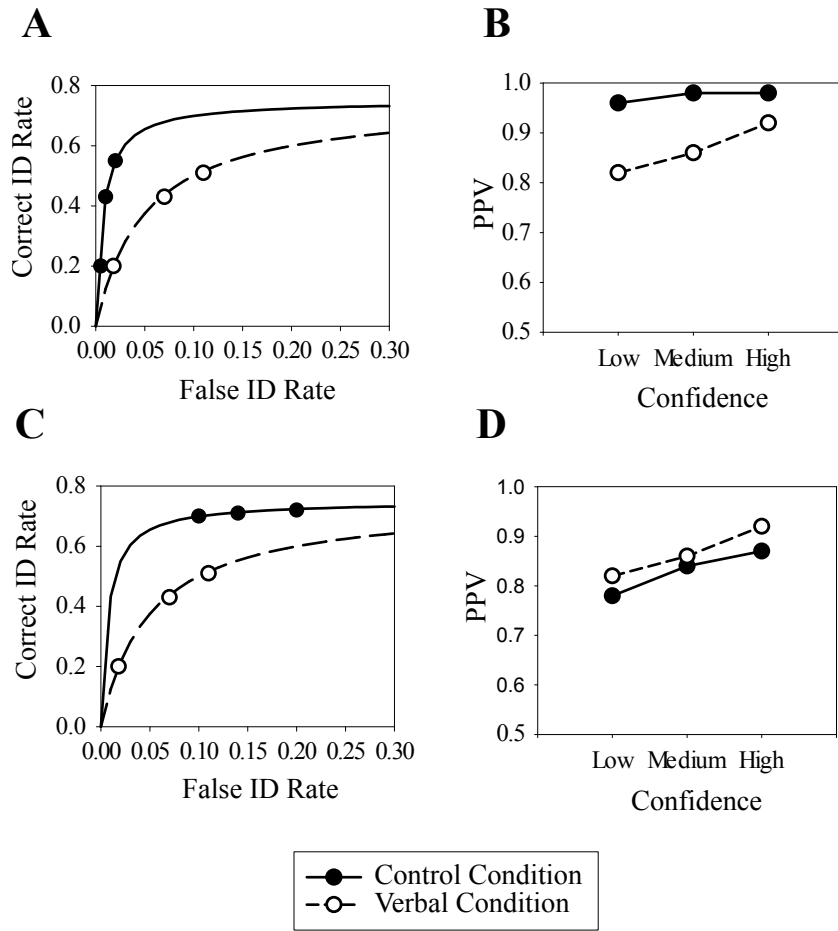 A
B
Correct ID Rate
0.8
0.6
0.4
0.2
0.0
0.00 0.05 0.10 0.15 0.20 0.25 0.30
False ID Rate
PPV
1.0
0.9
0.8
0.7
0.6
0.5
Low Medium High
Confidence
C
D
Correct ID Rate
0.8
0.6
0.4
0.2
0.0
0.00 0.05 0.10 0.15 0.20 0.25 0.30
False ID Rate
PPV
1.0
0.9
0.8
0.7
0.6
0.5
Low Medium High
Confidence
Control Condition
Verbal Condition